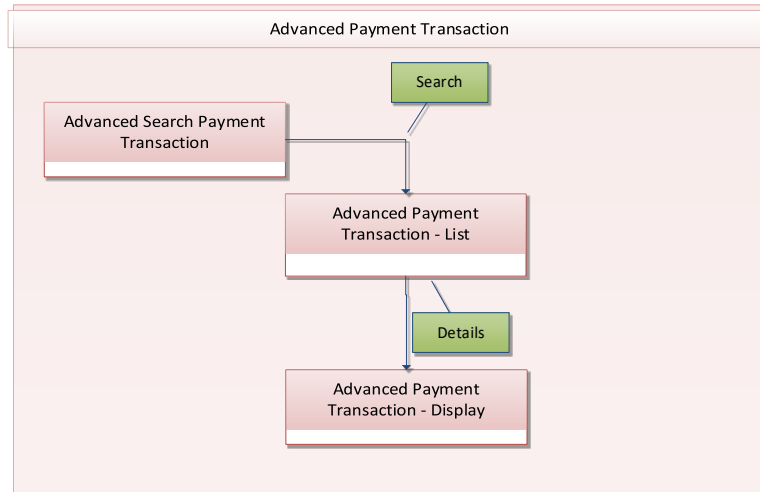 Advanced Payment Transaction
Search
Advanced Search Payment
Transaction
Advanced Payment
Transaction - List
Details
Advanced Payment
Transaction - Display